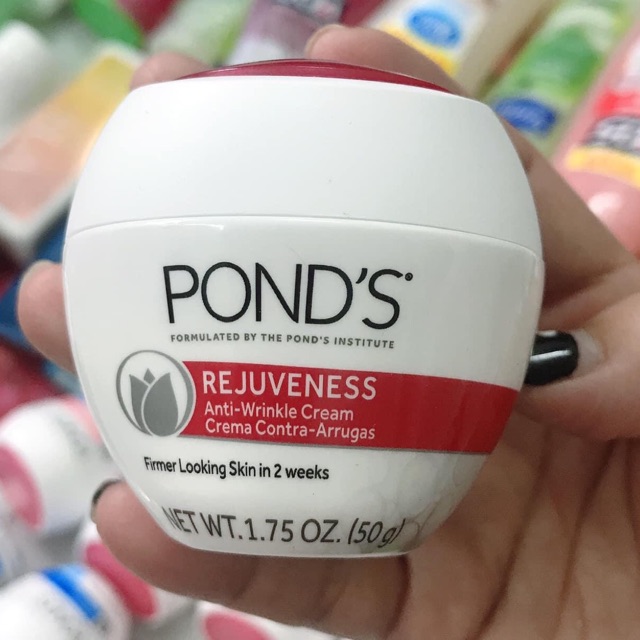 POND'S
FORMULATED BY THE POND'S INSTITUTE
REJUVENESS
Anti-Wrinkle Cream
Crema Contra-Arrugas
Firmer Looking Skin in 2 weeks
NET WT. 1.75 OZ. (50g)